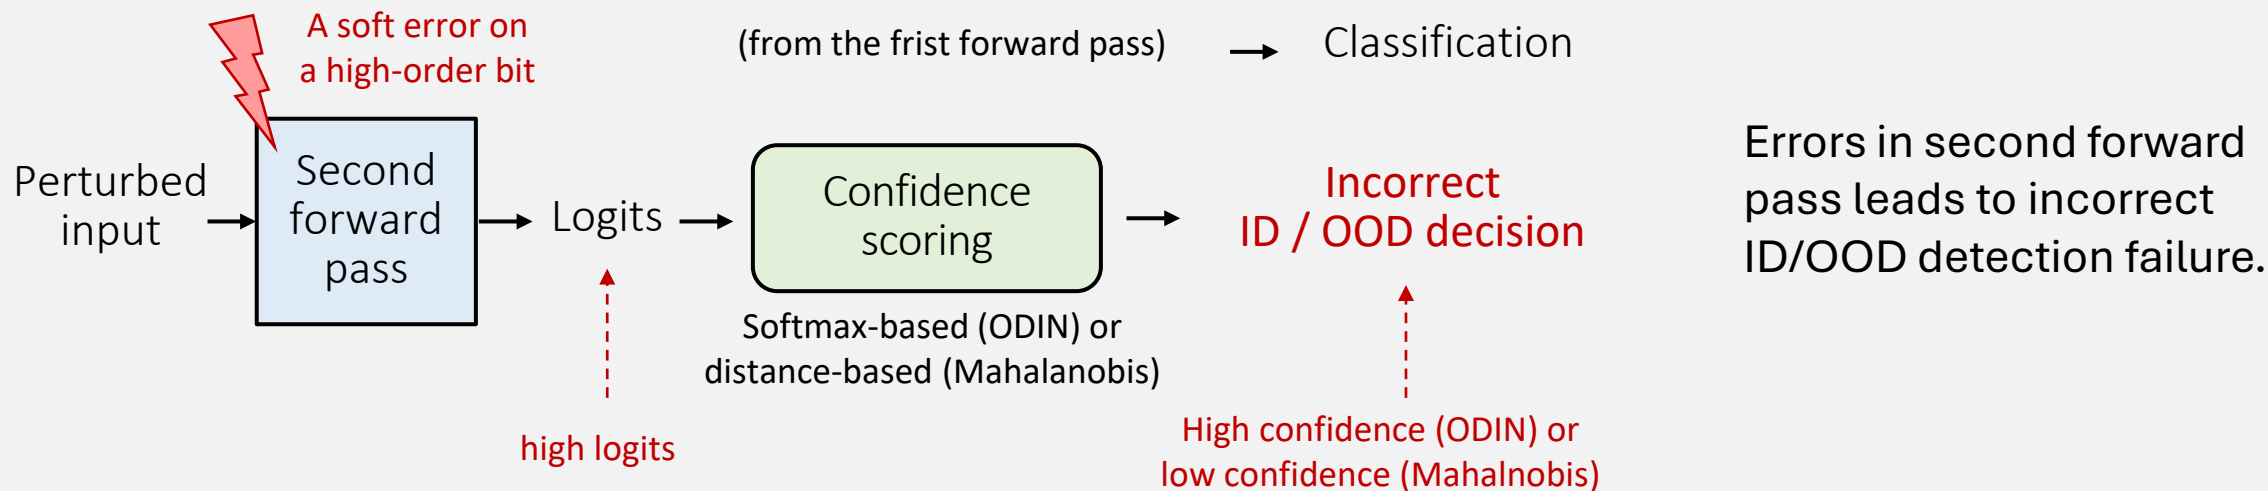 A soft error on
a high-order bit
(from the frist forward pass)
Classification
Perturbed
input
Second
forward
pass
Logits
Confidence
scoring
Softmax-based (ODIN) or
distance-based (Mahalanobis)
Incorrect
ID / OOD decision
high logits
High confidence (ODIN) or
low confidence (Mahalnobis)
Errors in second forward
pass leads to incorrect
ID/OOD detection failure.